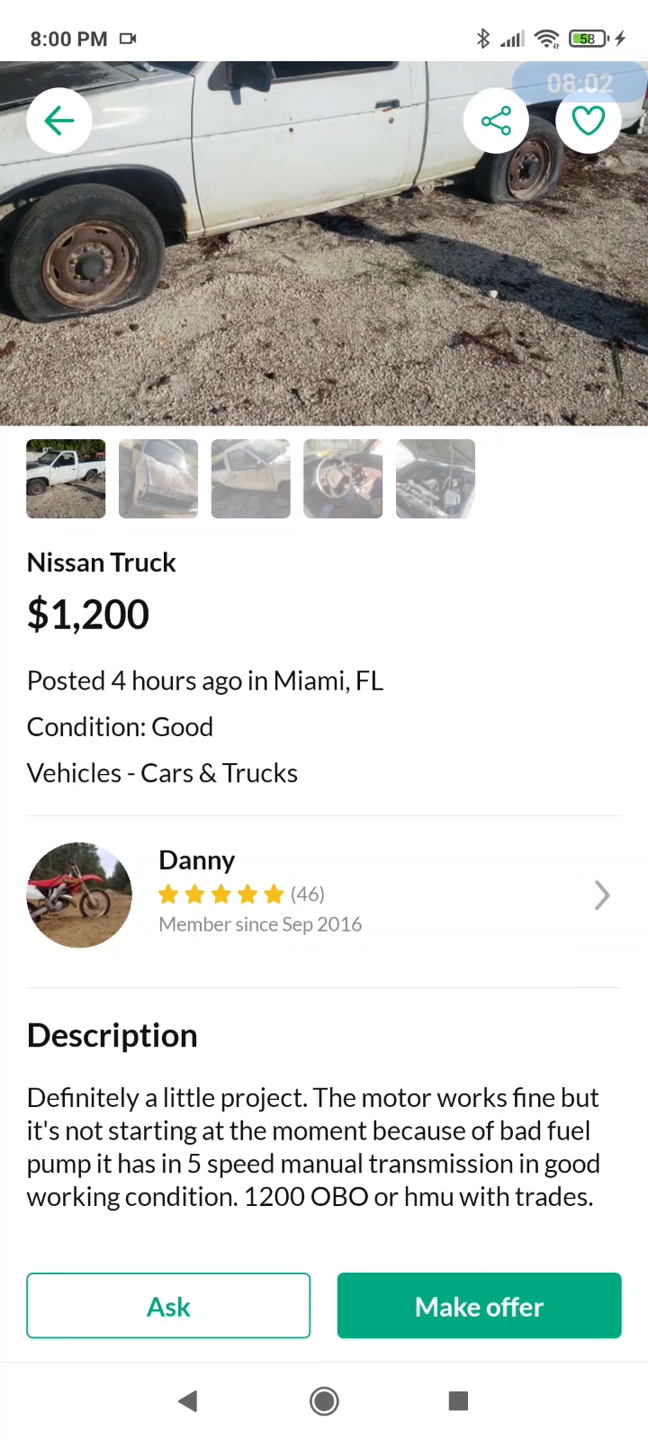 8:00 PM
58
08:02
Nissan Truck
$1,200
Posted 4 hours ago in Miami, FL
Condition: Good
Vehicles - Cars & Trucks
Danny
(46)
Member since Sep 2016
Description
Definitely a little project. The motor works fine but
it's not starting at the moment because of bad fuel
pump it has in 5 speed manual transmission in good
working condition. 1200 OBO or hmu with trades.
Ask
Make offer